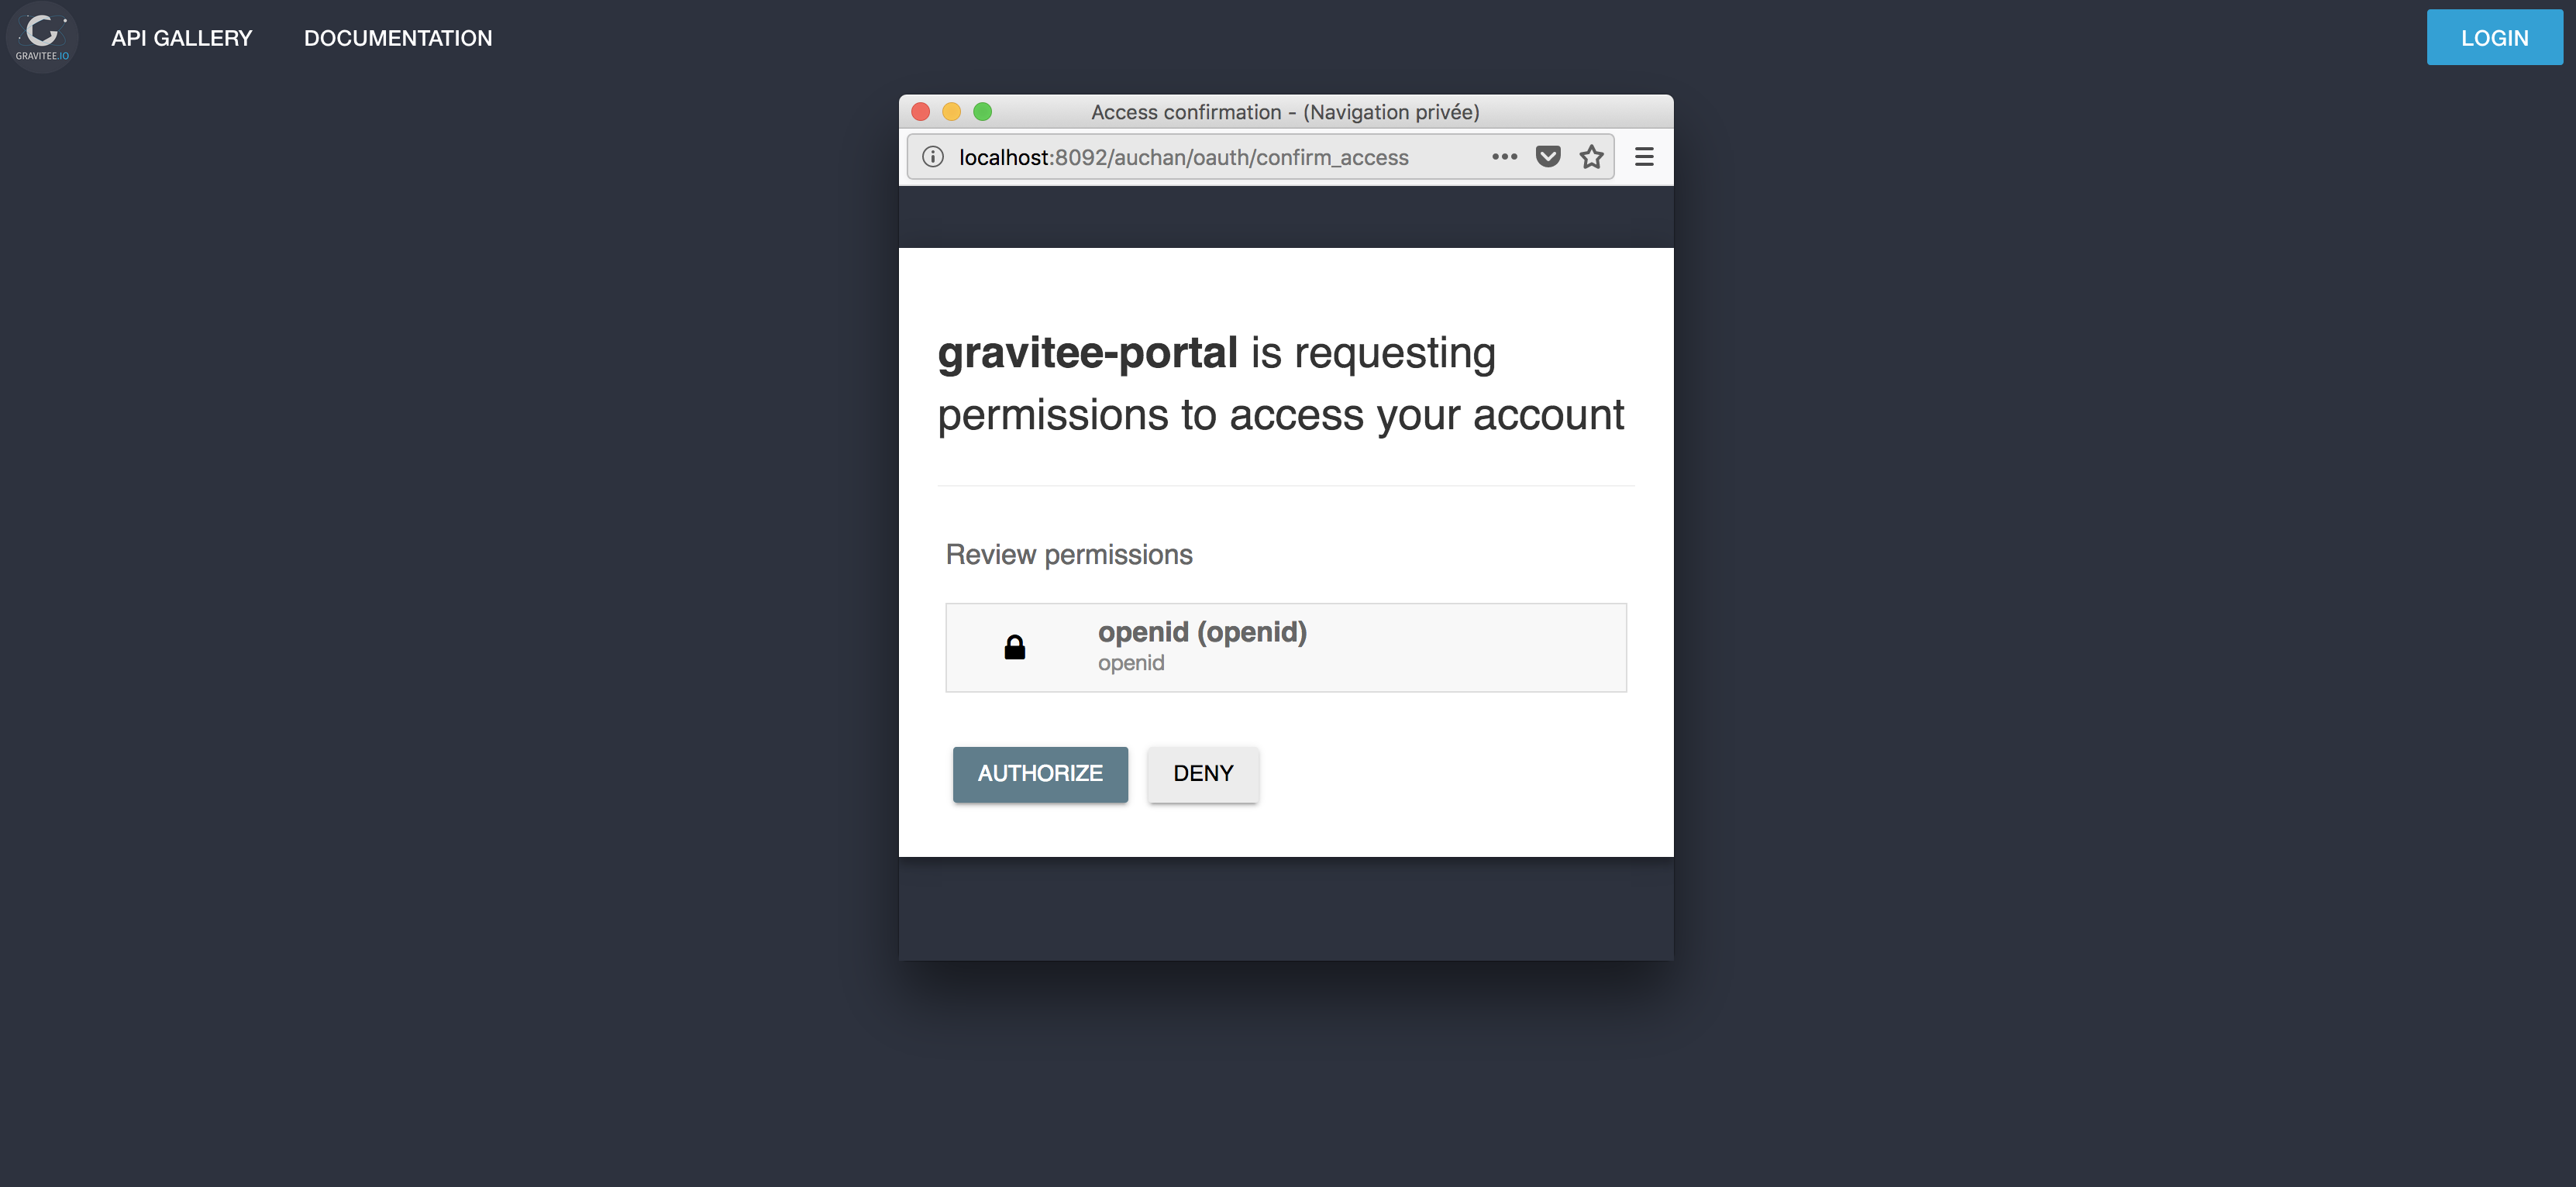 GRAVITEE.IO
API GALLERY
DOCUMENTATION
LOGIN
Access confirmation - (Navigation privée)
localhost:8092/auchan/oauth/confirm_access
gravitee-portal is requesting
permissions to access your account
Review permissions
openid (openid)
openid
AUTHORIZE
DENY